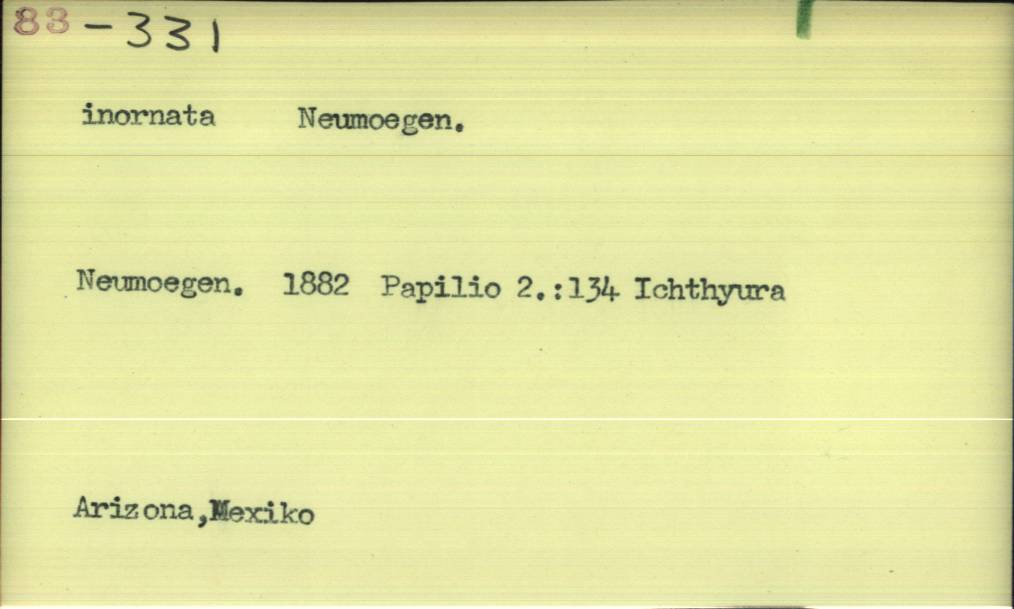 83-331
inornata Neumoegen.
Neumoegen. 1882 Papilio 2.:134 Ichthyura
Arizona,Mexiko